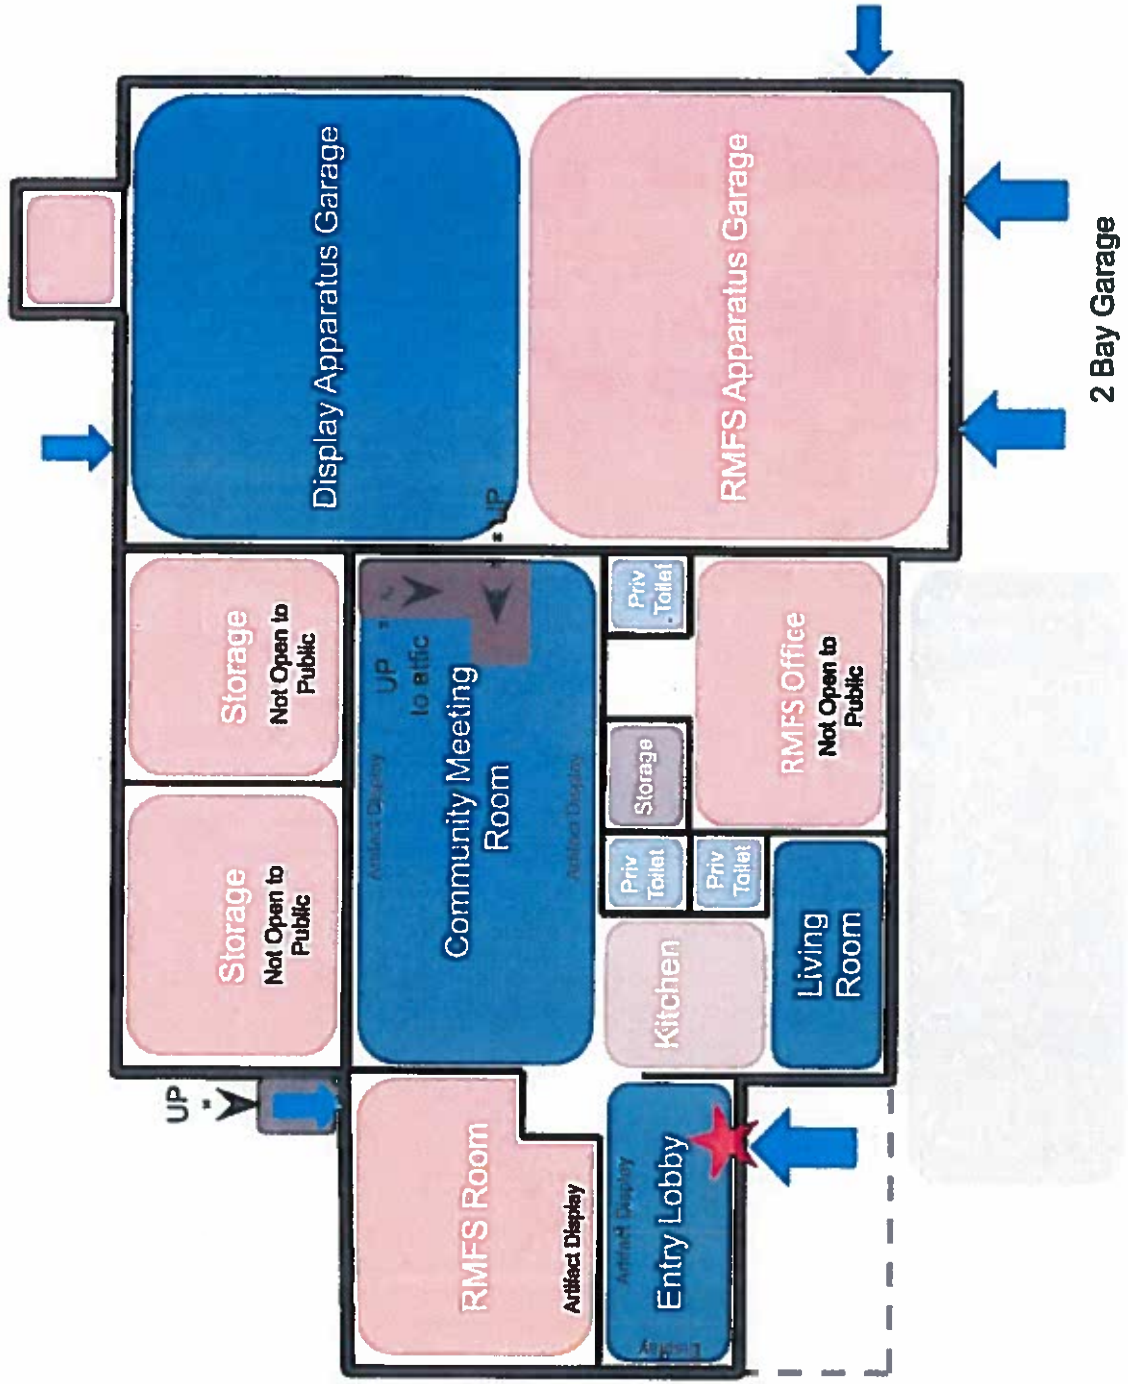 Display Apparatus Garage
RMFS Apparatus Garage
2 Bay Garage
UP
Storage
Not Open to
Public
Storage
Not Open to
Public
UP
to attic
Artifact Display
Community Meeting
Room
Artifact Display
Priv
Toilet
Storage
Priv
Toilet
Priv
Toilet
RMFS Office
Not Open to
Public
Kitchen
Living
Room
UP
RMFS Room
Artifact Display
Artifact Display
Entry Lobby
Display